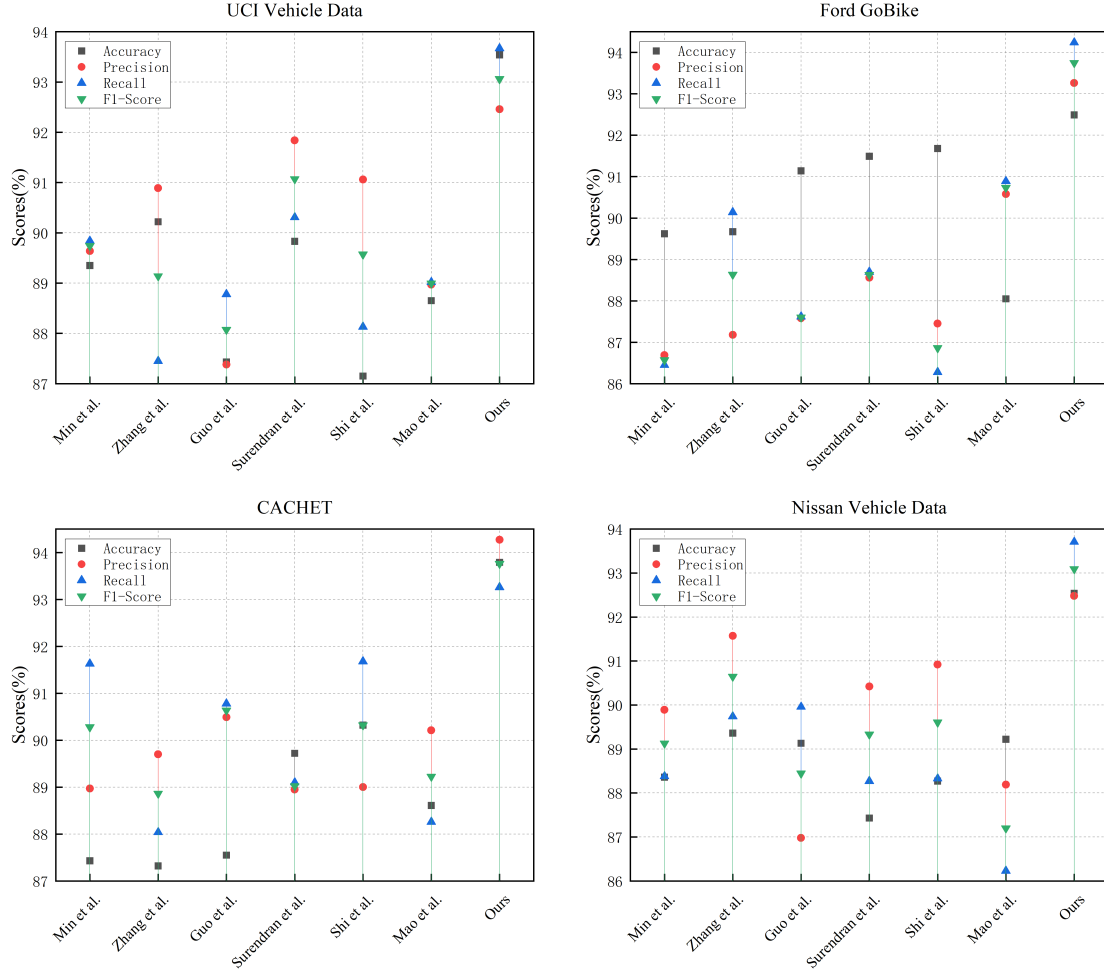 UCI Vehicle Data
Scores(%)
94
93
92
91
90
89
88
87
Accuracy
Precision
Recall
F1-Score
Min et al.
Zhang et al.
Guo et al.
Surendran et al.
Shi et al.
Mao et al.
Ours
Ford GoBike
Scores(%)
94
93
92
91
90
89
88
87
86
Accuracy
Precision
Recall
F1-Score
Min et al.
Zhang et al.
Guo et al.
Surendran et al.
Shi et al.
Mao et al.
Ours
CACHET
Scores(%)
94
93
92
91
90
89
88
87
Accuracy
Precision
Recall
F1-Score
Min et al.
Zhang et al.
Guo et al.
Surendran et al.
Shi et al.
Mao et al.
Ours
Nissan Vehicle Data
Scores(%)
94
93
92
91
90
89
88
87
86
Accuracy
Precision
Recall
F1-Score
Min et al.
Zhang et al.
Guo et al.
Surendran et al.
Shi et al.
Mao et al.
Ours